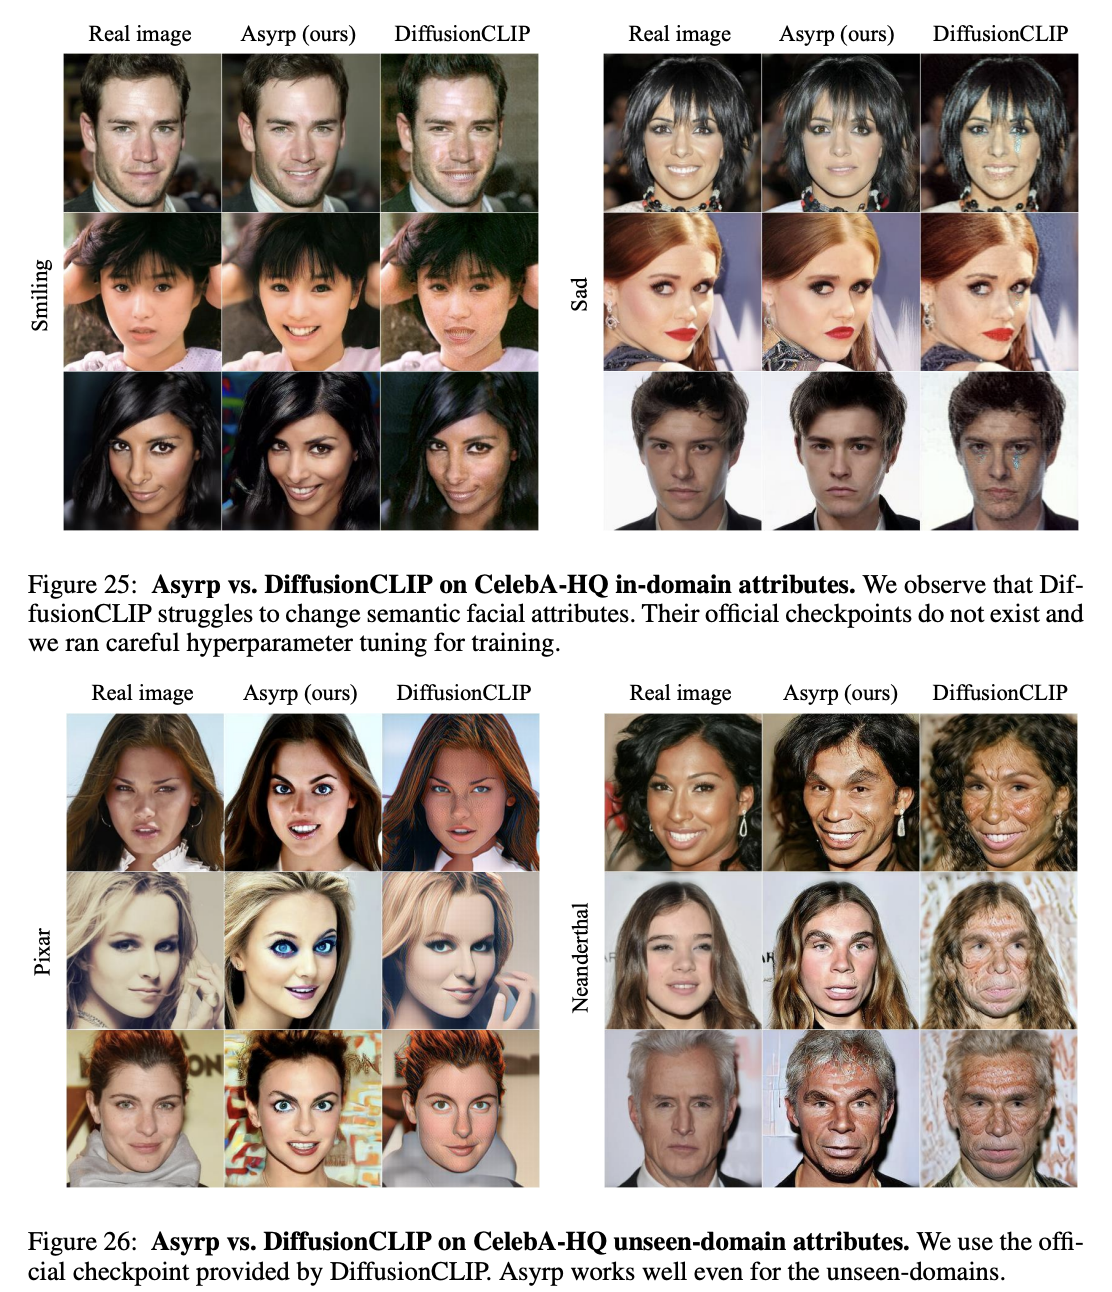 Real image Asyrp (ours) DiffusionCLIP
Smiling
Real image Asyrp (ours) DiffusionCLIP
Sad
Figure 25: Asyrp vs. DiffusionCLIP on CelebA-HQ in-domain attributes. We observe that Dif-
fusionCLIP struggles to change semantic facial attributes. Their official checkpoints do not exist and
we ran careful hyperparameter tuning for training.
Real image Asyrp (ours) DiffusionCLIP
Pixar
Real image Asyrp (ours) DiffusionCLIP
Neanderthal
Figure 26: Asyrp vs. DiffusionCLIP on CelebA-HQ unseen-domain attributes. We use the offi-
cial checkpoint provided by DiffusionCLIP. Asyrp works well even for the unseen-domains.